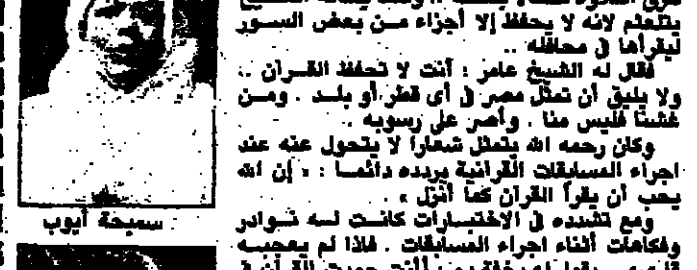 يتلعثم لأنه لا يحفظ إلا أجزاء من بعض السور
ليقرأها في محافله ..
فقال له الشيخ عامر : أنت لا تحفظ القرآن ..
ولا يليق أن تمثل مصر في أى قطر أو بلد . ومن
غشنا فليس منا . وأصر على رسوبه .
وكان رحمه الله يتمثل شعارا لا يتحول عنه عند
اجراء المسابقات القرآنية يردده دائما : « إن الله
يحب أن يقرأ القرآن كما أنزل » .
ومع تشدده في الاختبارات كانت له نوادر
وفكاهات أثناء اجراء المسابقات . فاذا لم يعجبه
سميحة أيوب